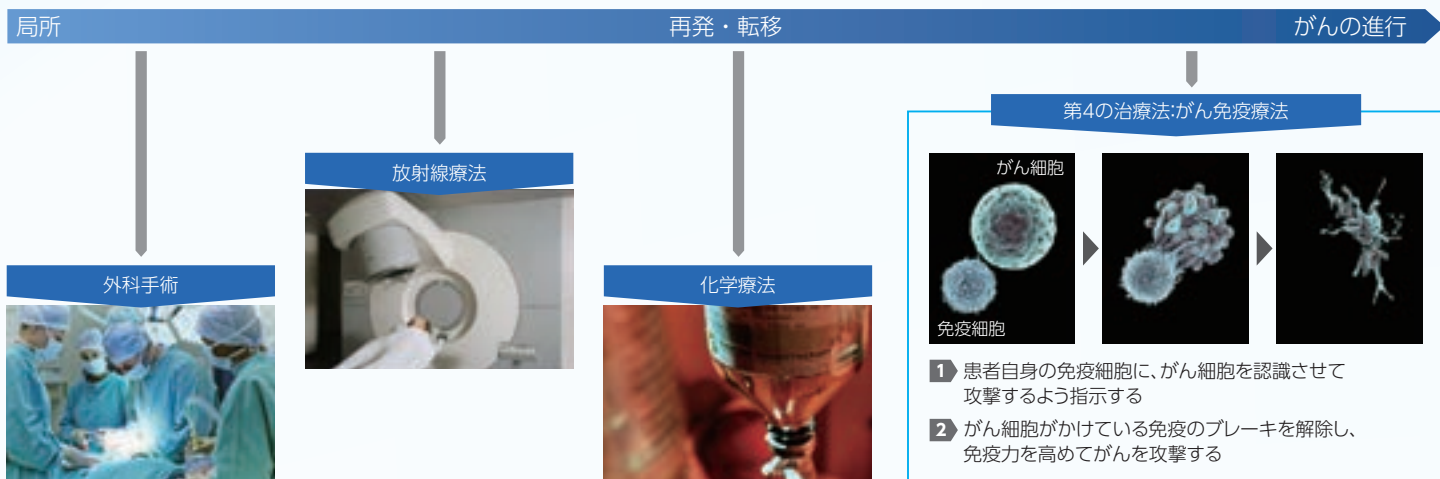 局所
再発・転移
がんの進行
第4の治療法:がん免疫療法
放射線療法
がん細胞
外科手術
化学療法
免疫細胞
1 患者自身の免疫細胞に、がん細胞を認識させて
攻撃するよう指示する
2 がん細胞がかけている免疫のブレーキを解除し、
免疫力を高めてがんを攻撃する